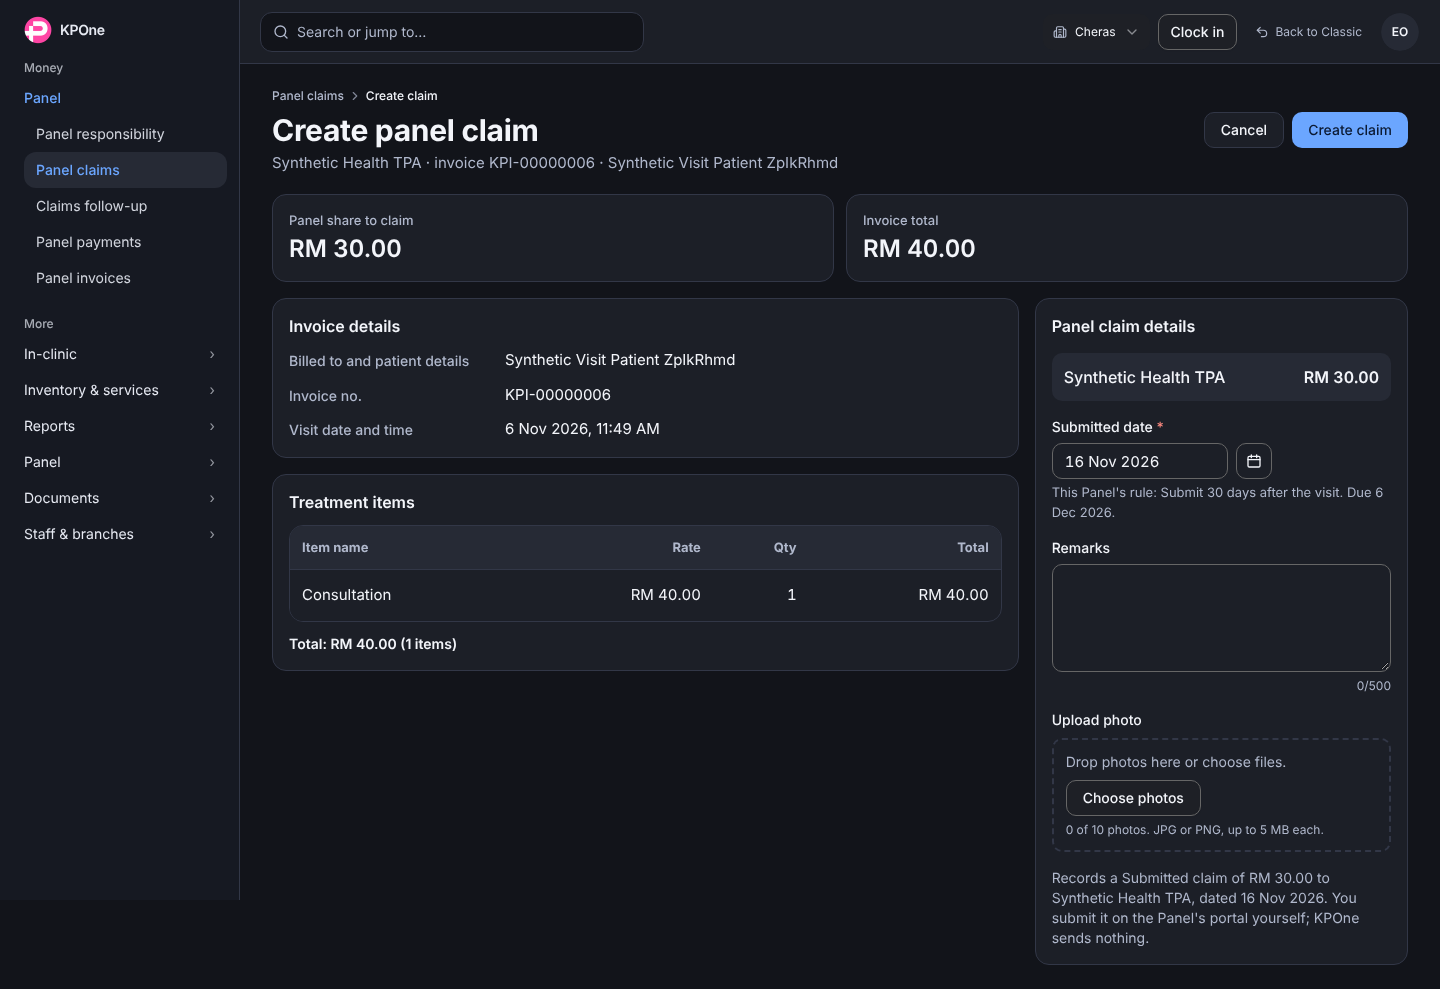 KPOne
Money
Panel
Panel responsibility
Panel claims
Claims follow-up
Panel payments
Panel invoices
More
In-clinic
Inventory & services
Reports
Panel
Documents
Staff & branches
Search or jump to...
Cheras
Clock in
Back to Classic
EO
Panel claims > Create claim
Create panel claim
Cancel
Create claim
Synthetic Health TPA · invoice KPI-00000006 · Synthetic Visit Patient ZpIkRhmd
Panel share to claim
RM 30.00
Invoice total
RM 40.00
Invoice details
Billed to and patient details Synthetic Visit Patient ZpIkRhmd
Invoice no. KPI-00000006
Visit date and time 6 Nov 2026, 11:49 AM
Treatment items
Item name Rate Qty Total
Consultation RM 40.00 1 RM 40.00
Total: RM 40.00 (1 items)
Panel claim details
Synthetic Health TPA RM 30.00
Submitted date *
16 Nov 2026
This Panel's rule: Submit 30 days after the visit. Due 6
Dec 2026.
Remarks
0/500
Upload photo
Drop photos here or choose files.
Choose photos
0 of 10 photos. JPG or PNG, up to 5 MB each.
Records a Submitted claim of RM 30.00 to
Synthetic Health TPA, dated 16 Nov 2026. You
submit it on the Panel's portal yourself; KPOne
sends nothing.